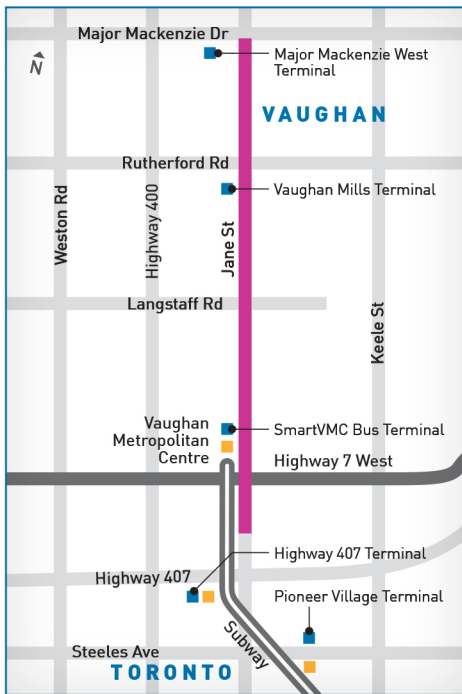 Major Mackenzie Dr
N
Major Mackenzie West
Terminal
VAUGHAN
Rutherford Rd
Vaughan Mills Terminal
Weston Rd
Highway 400
Jane St
Langstaff Rd
Keele St
Vaughan
Metropolitan
Centre
SmartVMC Bus Terminal
Highway 7 West
Highway 407 Terminal
Highway 407
Pioneer Village Terminal
Subway
Steeles Ave
TORONTO